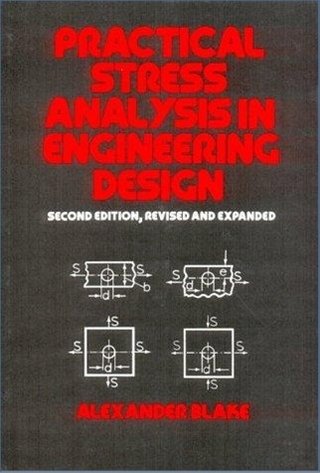 PRACTICAL
STRESS
ANALYSIS IN
ENGINEERING
DESIGN
SECOND EDITION, REVISED AND EXPANDED
S S
d b
e
S S
d
S
S S
d
S
S
S S
d
S
ALEXANDER BLAKE